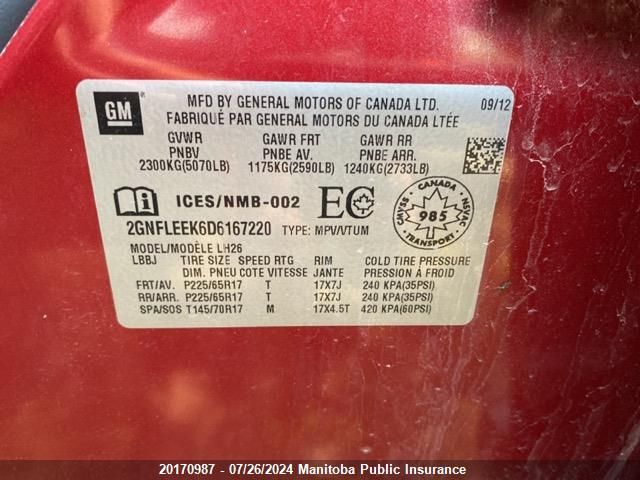 GM
MFD BY GENERAL MOTORS OF CANADA LTD. 09/12
FABRIQUÉ PAR GENERAL MOTORS DU CANADA LTÉE
GVWR GAWR FRT GAWR RR
PNBV PNBE AV. PNBE ARR.
2300KG(5070LB) 1175KG(2590LB) 1240KG(2733LB)
ICES/NMB-002 EC CANADA CMVSS 985 NSVAC
2GNFLEEK6D6167220 TYPE: MPV/VTUM
MODEL/MODÈLE LH26
LBBJ TIRE SIZE SPEED RTG RIM COLD TIRE PRESSURE
DIM. PNEU COTE VITESSE JANTE PRESSION À FROID
FRT/AV. P225/65R17 T 17X7J 240 KPA(35PSI)
RR/ARR. P225/65R17 T 17X7J 240 KPA(35PSI)
SPA/SOS T145/70R17 M 17X4.5T 420 KPA(60PSI)
20170987 - 07/26/2024 Manitoba Public Insurance